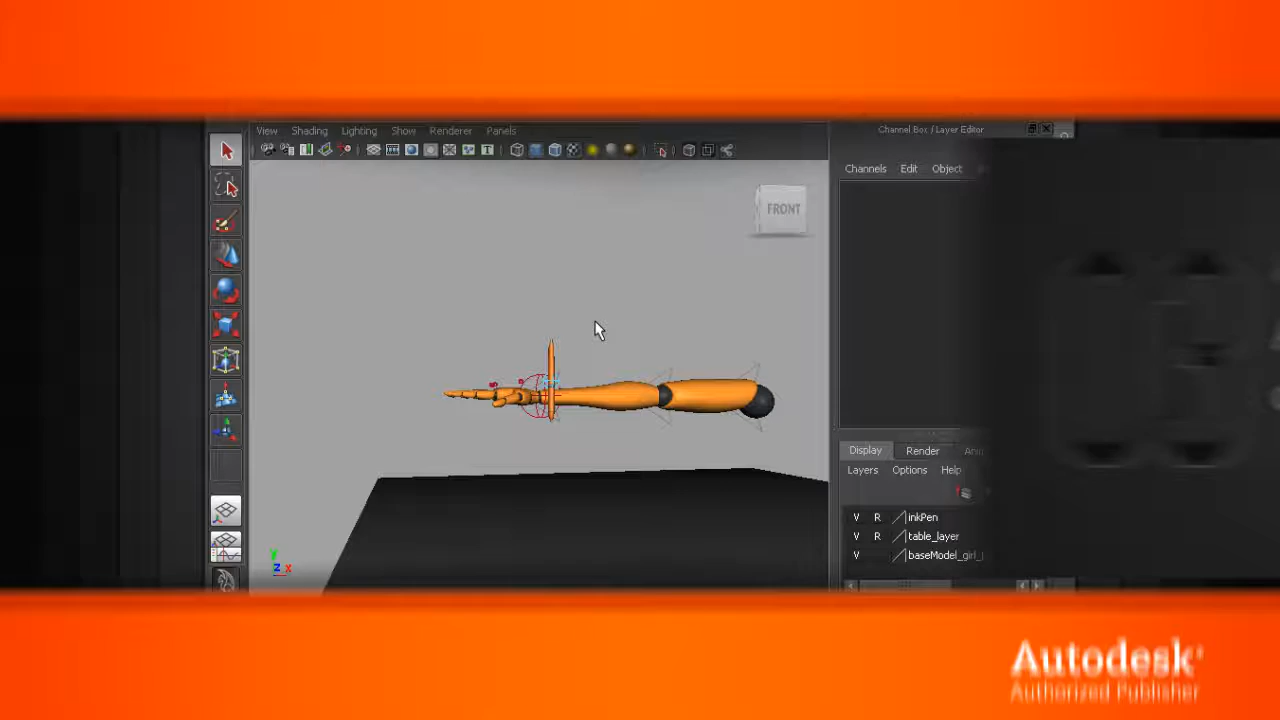 View Shading Lighting Show Renderer Panels
Channel Box / Layer Editor
Channels Edit Object
FRONT
Display Render
Layers Options Help
V R inkPen
V R table_layer
V baseModel_girl_
Y
Z X
Autodesk
Authorized Publisher